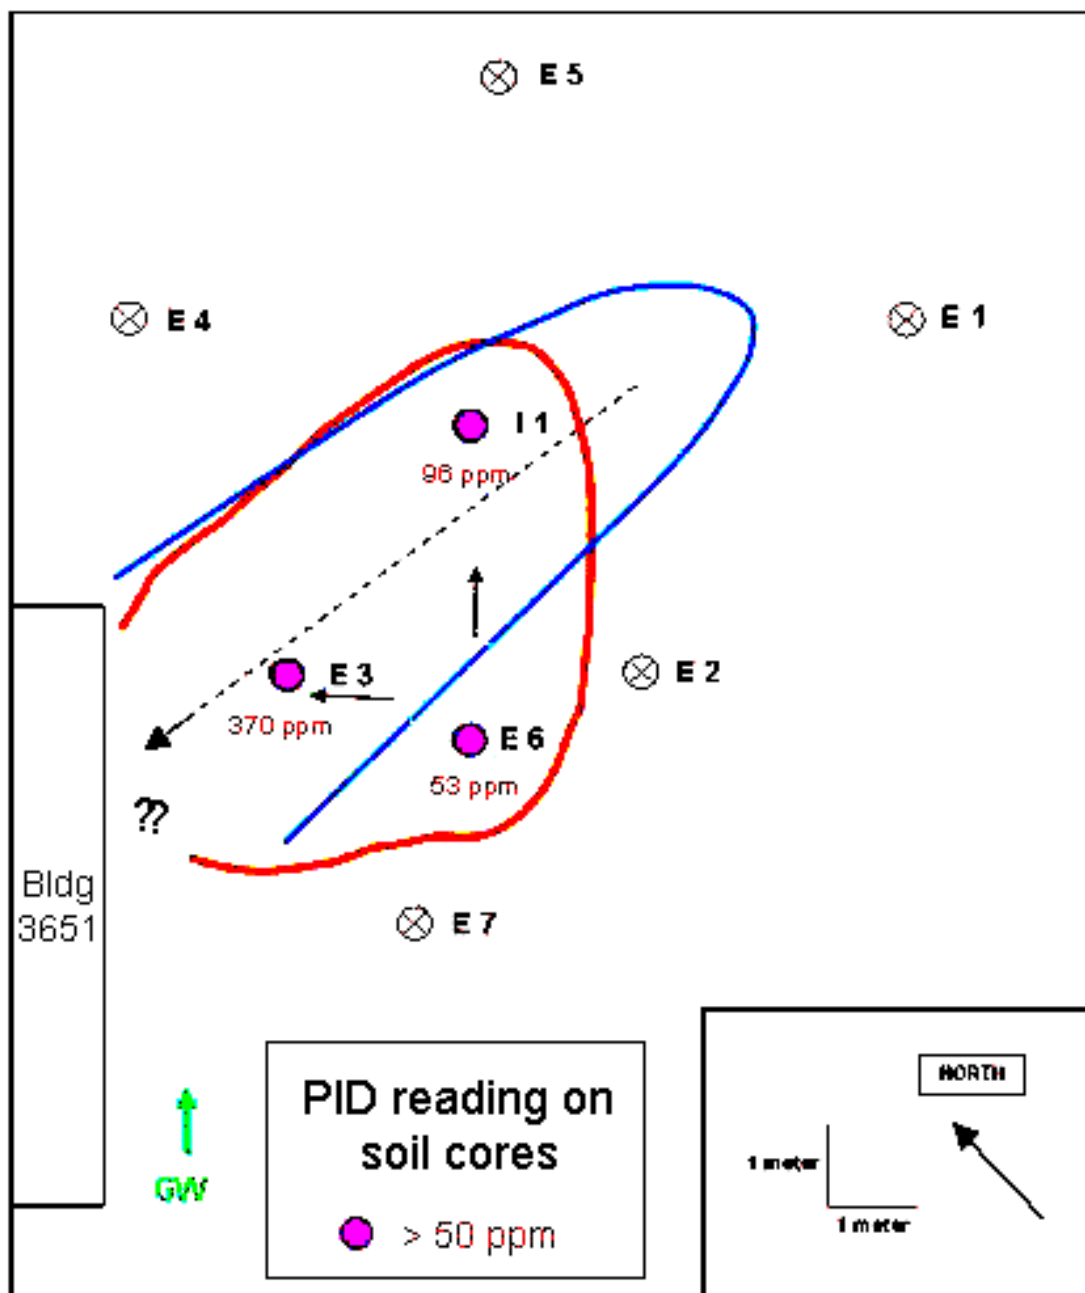 E 5
E 4
E 1
I 1
96 ppm
E 3
370 ppm
E 2
E 6
53 ppm
??
Bldg
3651
E 7
GW
PID reading on
soil cores
> 50 ppm
NORTH
1 meter
1 meter